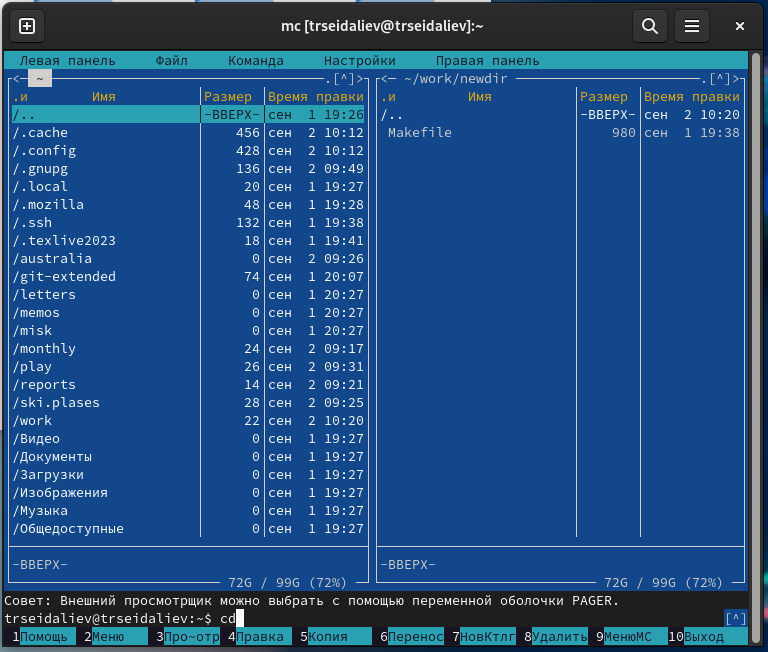 mc [trseidaliev@trseidaliev]:~
Левая панель Файл Команда Настройки Правая панель
<─ ~ .[^]>
.и Имя Размер Время правки
/.. -ВВЕРХ- сен 1 19:26
/.cache 456 сен 2 10:12
/.config 428 сен 2 10:12
/.gnupg 136 сен 2 09:49
/.local 20 сен 1 19:27
/.mozilla 48 сен 1 19:28
/.ssh 132 сен 1 19:38
/.texlive2023 18 сен 1 19:41
/australia 0 сен 2 09:26
/git-extended 74 сен 1 20:07
/letters 0 сен 1 20:27
/memos 0 сен 1 20:27
/misk 0 сен 1 20:27
/monthly 24 сен 2 09:17
/play 26 сен 2 09:31
/reports 14 сен 2 09:21
/ski.plases 28 сен 2 09:25
/work 22 сен 2 10:20
/Видео 0 сен 1 19:27
/Документы 0 сен 1 19:27
/Загрузки 0 сен 1 19:27
/Изображения 0 сен 1 19:27
/Музыка 0 сен 1 19:27
/Общедоступные 0 сен 1 19:27
-ВВЕРХ-
72G / 99G (72%)
<─ ~/work/newdir .[^]>
.и Имя Размер Время правки
/.. -ВВЕРХ- сен 2 10:20
Makefile 980 сен 1 19:38
-ВВЕРХ-
72G / 99G (72%)
Совет: Внешний просмотрщик можно выбрать с помощью переменной оболочки PAGER.
trseidaliev@trseidaliev:~$ cd [^]
1Помощь 2Меню 3Про~отр 4Правка 5Копия 6Перенос 7НовКтлг 8Удалить 9МенюМС 10Выход